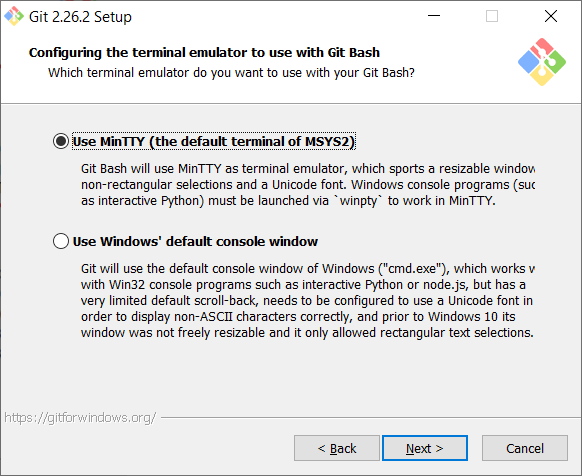 Git 2.26.2 Setup
Configuring the terminal emulator to use with Git Bash
Which terminal emulator do you want to use with your Git Bash?
Use MinTTY (the default terminal of MSYS2)
Git Bash will use MinTTY as terminal emulator, which sports a resizable window
non-rectangular selections and a Unicode font. Windows console programs (suc
as interactive Python) must be launched via `winpty` to work in MinTTY.
Use Windows' default console window
Git will use the default console window of Windows ("cmd.exe"), which works w
with Win32 console programs such as interactive Python or node.js, but has a
very limited default scroll-back, needs to be configured to use a Unicode font in
order to display non-ASCII characters correctly, and prior to Windows 10 its
window was not freely resizable and it only allowed rectangular text selections.
https://gitforwindows.org/
< Back Next > Cancel